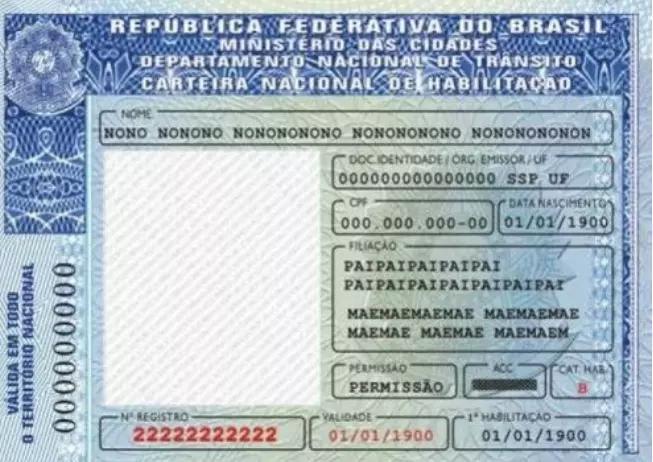 REPÚBLICA FEDERATIVA DO BRASIL
MINISTÉRIO DAS CIDADES
DEPARTAMENTO NACIONAL DE TRÂNSITO
CARTEIRA NACIONAL DE HABILITAÇÃO
NOME
NONO NONONO NONONONONO NONONONONO NONONONONON
DOC. IDENTIDADE / ÓRG. EMISSOR / UF
000000000000000 SSP UF
CPF
DATA NASCIMENTO
000.000.000-00
01/01/1900
FILIAÇÃO
PAIPAIPAIPAIPAI
PAIPAIPAIPAIPAIPAIPAI
MAEMAEMAEMAE MAEMAEMAE
MAEMAE MAEMAE MAEMAEM
PERMISSÃO
ACC
CAT. HAB.
PERMISSÃO
B
Nº REGISTRO
VALIDADE
1ª HABILITAÇÃO
22222222222
01/01/1900
01/01/1900
VÁLIDA EM TODO
O TERRITÓRIO NACIONAL
000000000